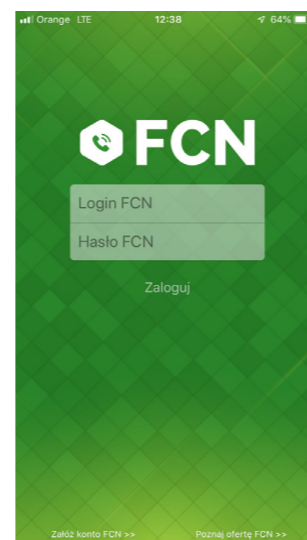 Orange LTE 12:38 64%
FCN
Login FCN
Hasło FCN
Zaloguj
Załóż konto FCN >> Poznaj ofertę FCN >>